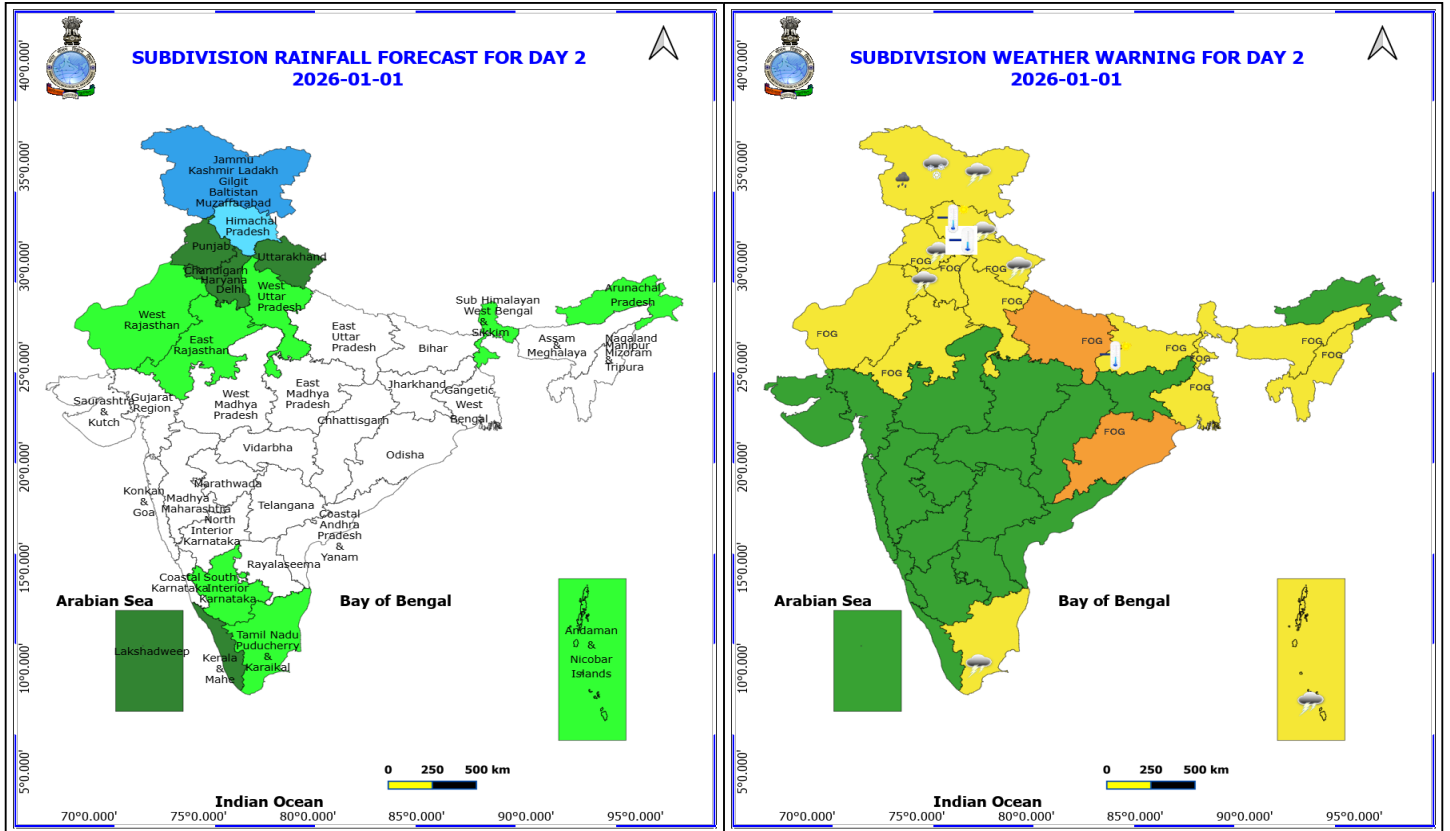 SUBDIVISION RAINFALL FORECAST FOR DAY 2
2026-01-01
40°0.000'
35°0.000'
30°0.000'
25°0.000'
20°0.000'
15°0.000'
10°0.000'
5°0.000'
Jammu
Kashmir Ladakh
Gilgit
Baltistan
Muzaffarabad
Himachal
Pradesh
Punjab
Uttarakhand
Chandigarh
Haryana
Delhi
West
Uttar
Pradesh
West
Rajasthan
East
Rajasthan
East
Uttar
Pradesh
Bihar
Sub Himalayan
West Bengal
&
Sikkim
Arunachal
Pradesh
Assam
&
Meghalaya
Nagaland
Manipur
Mizoram
&
Tripura
Saurashtra
&
Kutch
Gujarat
Region
West
Madhya
Pradesh
East
Madhya
Pradesh
Jharkhand
Gangetic
West
Bengal
Chhattisgarh
Vidarbha
Odisha
Konkan
&
Goa
Madhya
Maharashtra
Marathwada
Telangana
North
Interior
Karnataka
Coastal
Andhra
Pradesh
&
Yanam
Rayalaseema
Coastal
Karnataka
South
Interior
Karnataka
Arabian Sea
Bay of Bengal
Lakshadweep
Kerala
&
Mahe
Tamil Nadu
Puducherry
&
Karaikal
Andaman
&
Nicobar
Islands
0 250 500 km
Indian Ocean
70°0.000' 75°0.000' 80°0.000' 85°0.000' 90°0.000' 95°0.000'
SUBDIVISION WEATHER WARNING FOR DAY 2
2026-01-01
40°0.000'
35°0.000'
30°0.000'
25°0.000'
20°0.000'
15°0.000'
10°0.000'
5°0.000'
FOG
FOG
FOG
FOG
FOG
FOG
FOG
FOG
FOG
FOG
FOG
FOG
FOG
FOG
Arabian Sea
Bay of Bengal
0 250 500 km
Indian Ocean
70°0.000' 75°0.000' 80°0.000' 85°0.000' 90°0.000' 95°0.000'